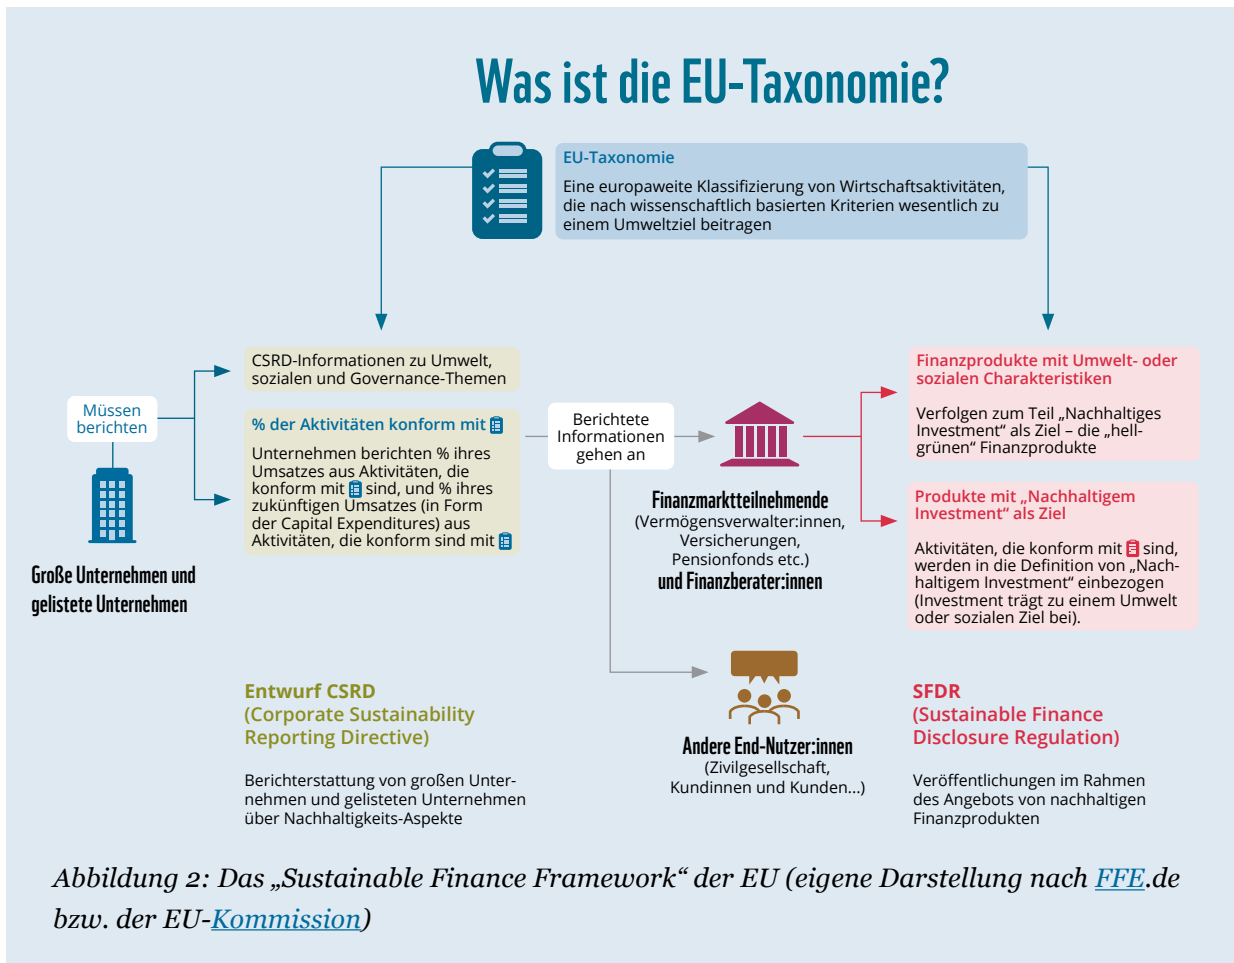 Was ist die EU-Taxonomie?
EU-Taxonomie
Eine europaweite Klassifizierung von Wirtschaftsaktivitäten,
die nach wissenschaftlich basierten Kriterien wesentlich zu
einem Umweltziel beitragen
Müssen
berichten
Große Unternehmen und
gelistete Unternehmen
CSRD-Informationen zu Umwelt,
sozialen und Governance-Themen
% der Aktivitäten konform mit
Unternehmen berichten % ihres
Umsatzes aus Aktivitäten, die
konform mit sind, und % ihres
zukünftigen Umsatzes (in Form
der Capital Expenditures) aus
Aktivitäten, die konform sind mit
Berichtete
Informationen
gehen an
Finanzmarktteilnehmende
(Vermögensverwalter:innen,
Versicherungen,
Pensionfonds etc.)
und Finanzberater:innen
Finanzprodukte mit Umwelt- oder
sozialen Charakteristiken
Verfolgen zum Teil „Nachhaltiges
Investment“ als Ziel – die „hell-
grünen“ Finanzprodukte
Produkte mit „Nachhaltigem
Investment“ als Ziel
Aktivitäten, die konform mit sind,
werden in die Definition von „Nach-
haltigem Investment“ einbezogen
(Investment trägt zu einem Umwelt
oder sozialen Ziel bei).
Entwurf CSRD
(Corporate Sustainability
Reporting Directive)
Berichterstattung von großen Unter-
nehmen und gelisteten Unternehmen
über Nachhaltigkeits-Aspekte
Andere End-Nutzer:innen
(Zivilgesellschaft,
Kundinnen und Kunden...)
SFDR
(Sustainable Finance
Disclosure Regulation)
Veröffentlichungen im Rahmen
des Angebots von nachhaltigen
Finanzprodukten
Abbildung 2: Das „Sustainable Finance Framework“ der EU (eigene Darstellung nach FFE.de
bzw. der EU-Kommission)